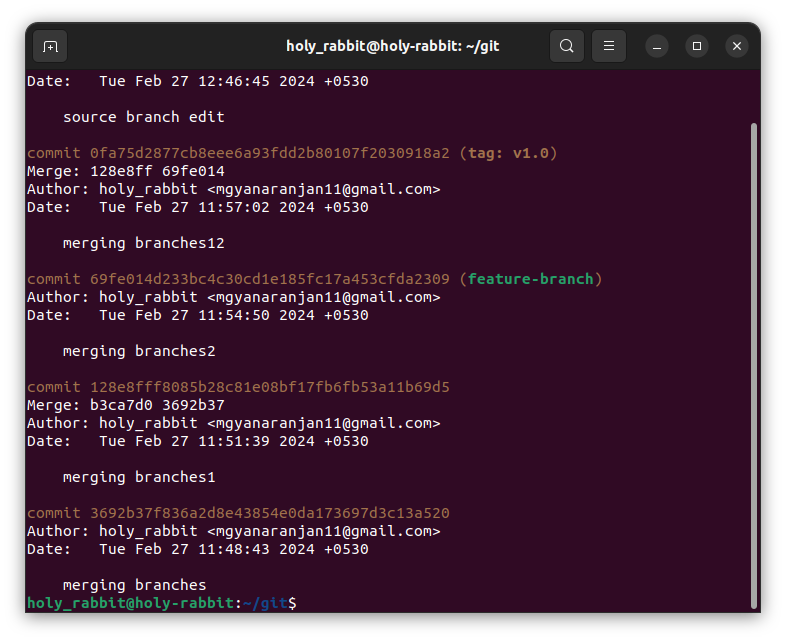 holy_rabbit@holy-rabbit: ~/git
Date:   Tue Feb 27 12:46:45 2024 +0530
    source branch edit
commit 0fa75d2877cb8eee6a93fdd2b80107f2030918a2 (tag: v1.0)
Merge: 128e8ff 69fe014
Author: holy_rabbit <mgyanaranjan11@gmail.com>
Date:   Tue Feb 27 11:57:02 2024 +0530
    merging branches12
commit 69fe014d233bc4c30cd1e185fc17a453cfda2309 (feature-branch)
Author: holy_rabbit <mgyanaranjan11@gmail.com>
Date:   Tue Feb 27 11:54:50 2024 +0530
    merging branches2
commit 128e8fff8085b28c81e08bf17fb6fb53a11b69d5
Merge: b3ca7d0 3692b37
Author: holy_rabbit <mgyanaranjan11@gmail.com>
Date:   Tue Feb 27 11:51:39 2024 +0530
    merging branches1
commit 3692b37f836a2d8e43854e0da173697d3c13a520
Author: holy_rabbit <mgyanaranjan11@gmail.com>
Date:   Tue Feb 27 11:48:43 2024 +0530
    merging branches
holy_rabbit@holy-rabbit:~/git$